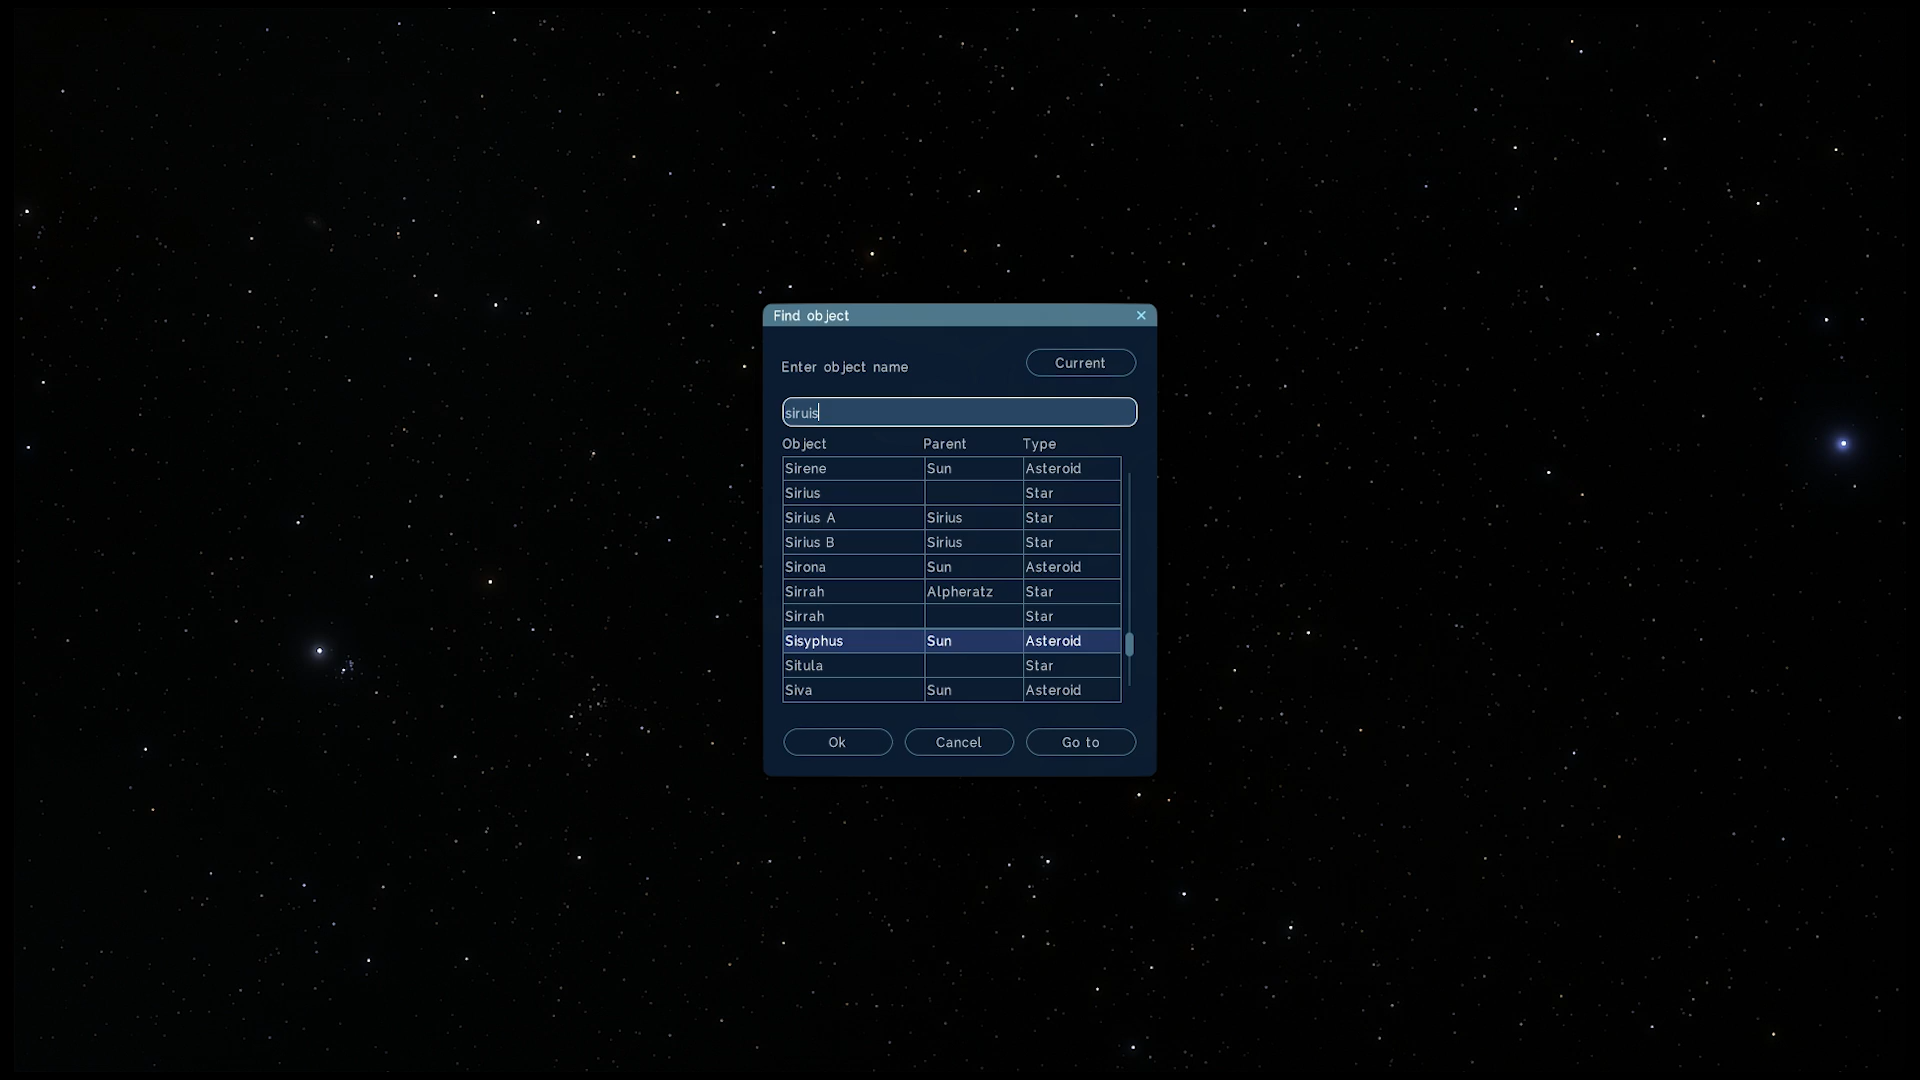 Find object
Enter object name
Current
siruis
Object Parent Type
Sirene Sun Asteroid
Sirius Star
Sirius A Sirius Star
Sirius B Sirius Star
Sirona Sun Asteroid
Sirrah Alpheratz Star
Sirrah Star
Sisyphus Sun Asteroid
Situla Star
Siva Sun Asteroid
Ok Cancel Go to